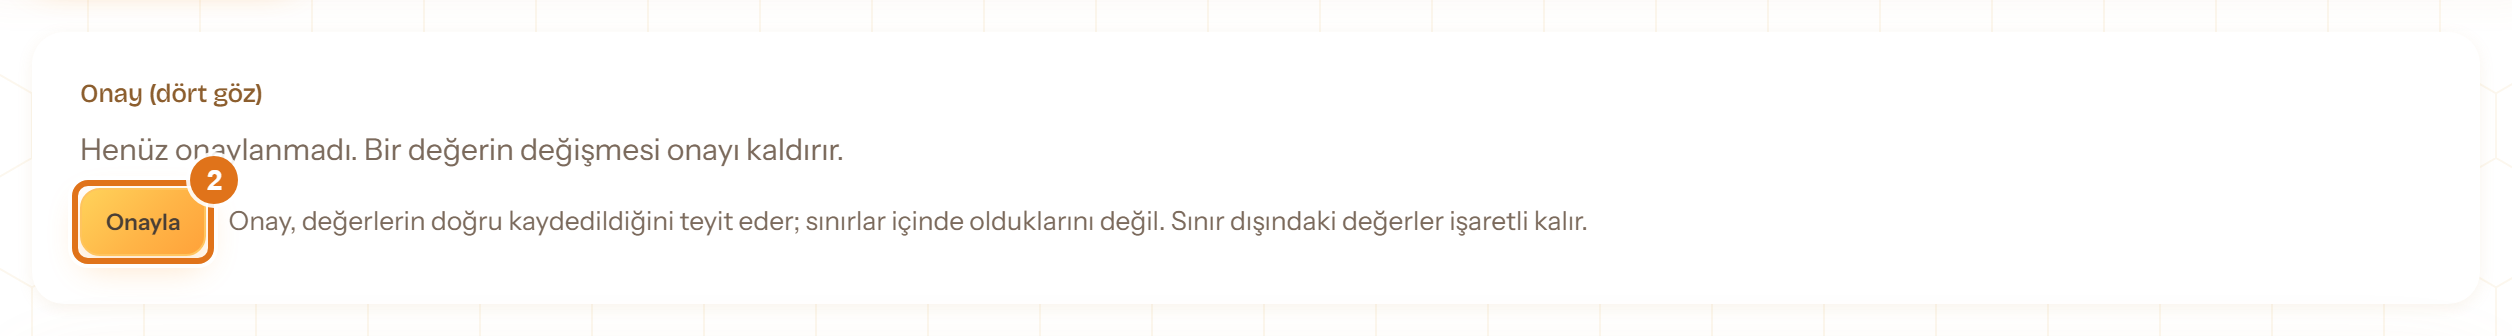 Onay (dört göz)
Henüz onaylanmadı. Bir değerin değişmesi onayı kaldırır.
2
Onayla
Onay, değerlerin doğru kaydedildiğini teyit eder; sınırlar içinde olduklarını değil. Sınır dışındaki değerler işaretli kalır.